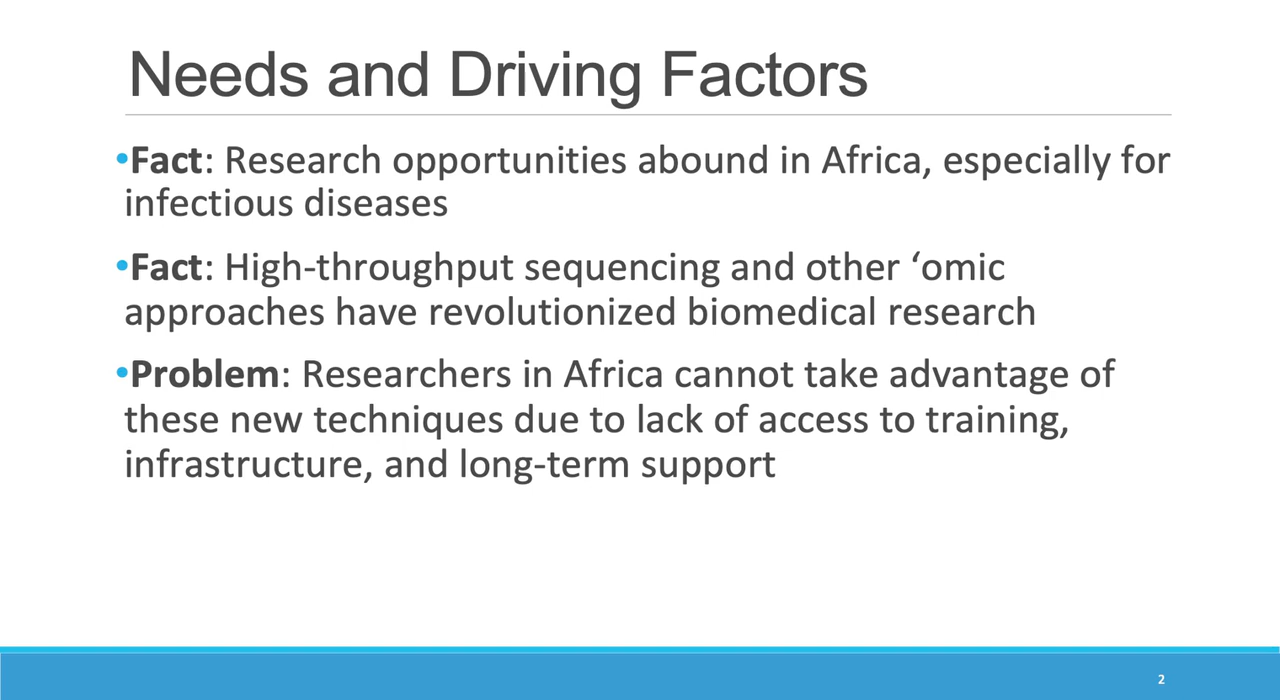 Needs and Driving Factors
•Fact: Research opportunities abound in Africa, especially for
infectious diseases
•Fact: High-throughput sequencing and other ‘omic
approaches have revolutionized biomedical research
•Problem: Researchers in Africa cannot take advantage of
these new techniques due to lack of access to training,
infrastructure, and long-term support
2